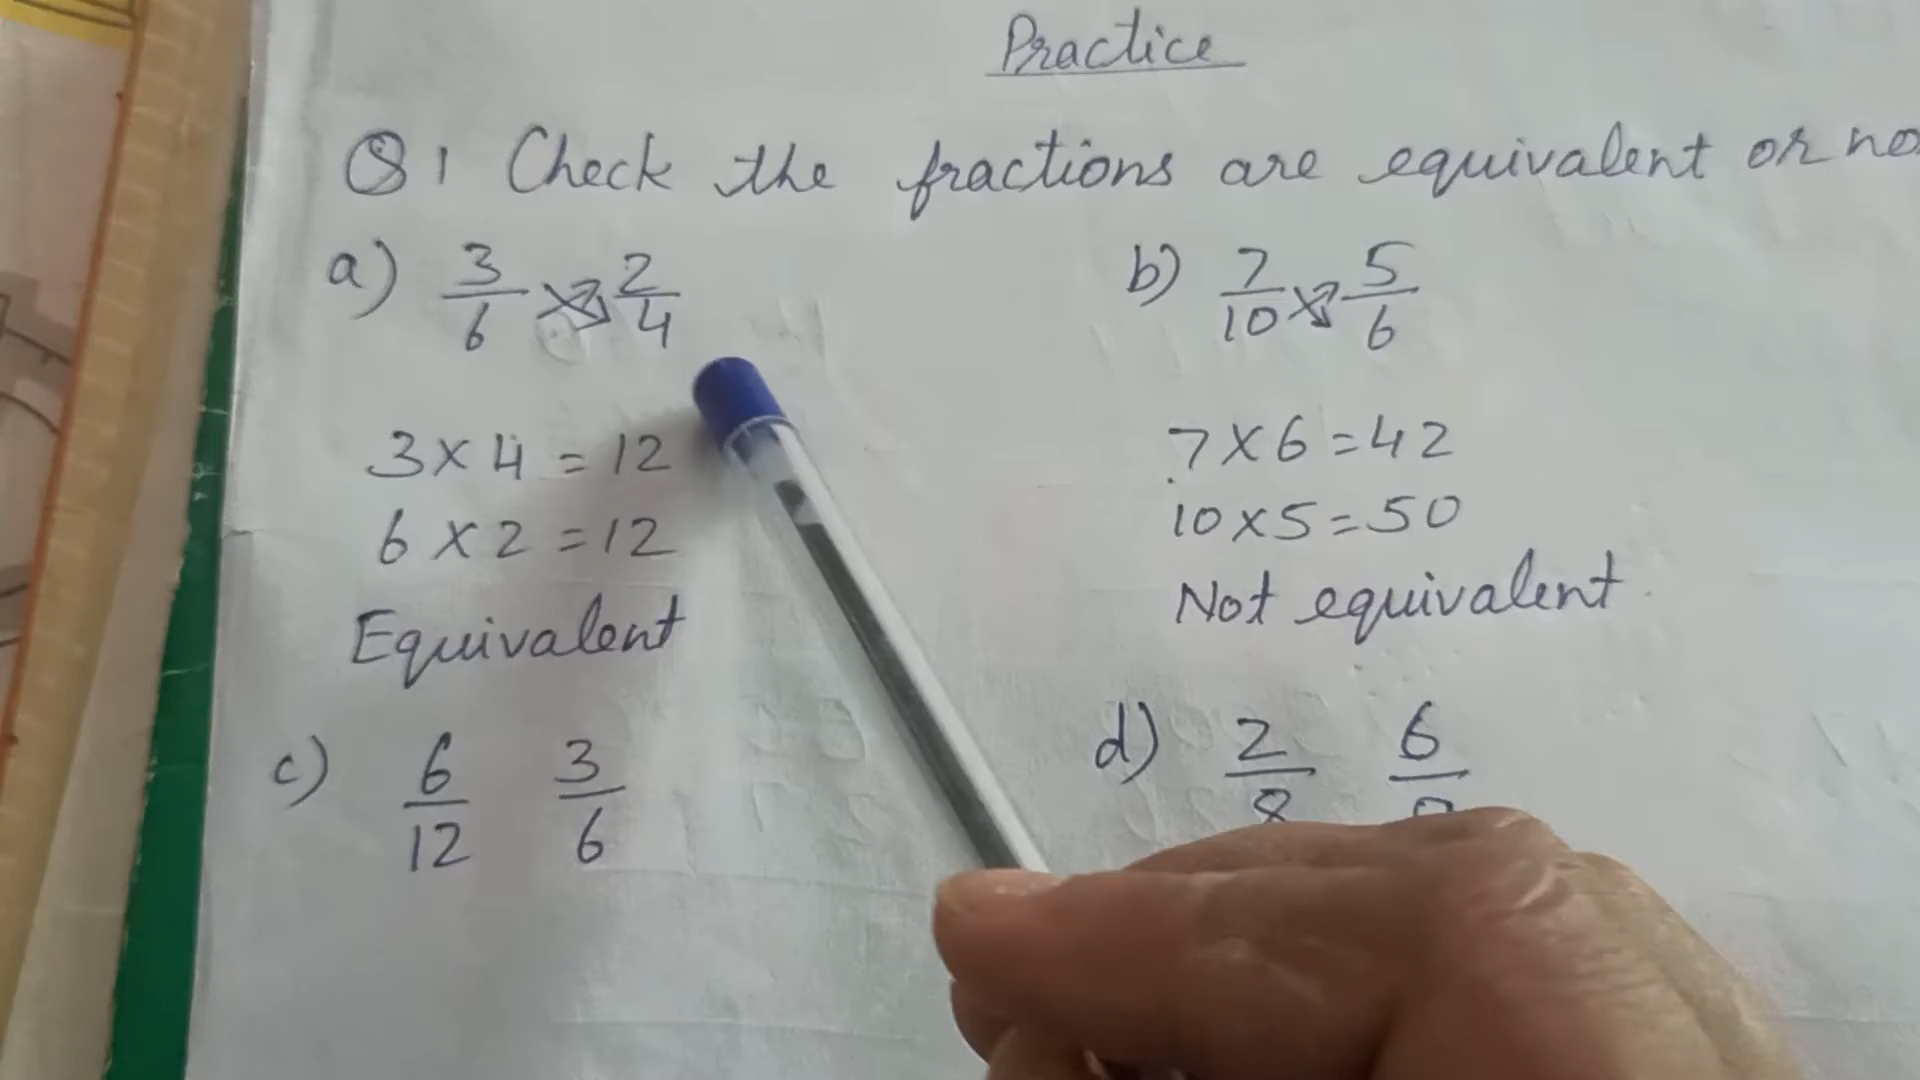 Practice
Q1 Check the fractions are equivalent or no
a) 3/6 2/4
b) 7/10 5/6
3 x 4 = 12
6 x 2 = 12
Equivalent
7 x 6 = 42
10 x 5 = 50
Not equivalent
c) 6/12 3/6
d) 2/8 6/